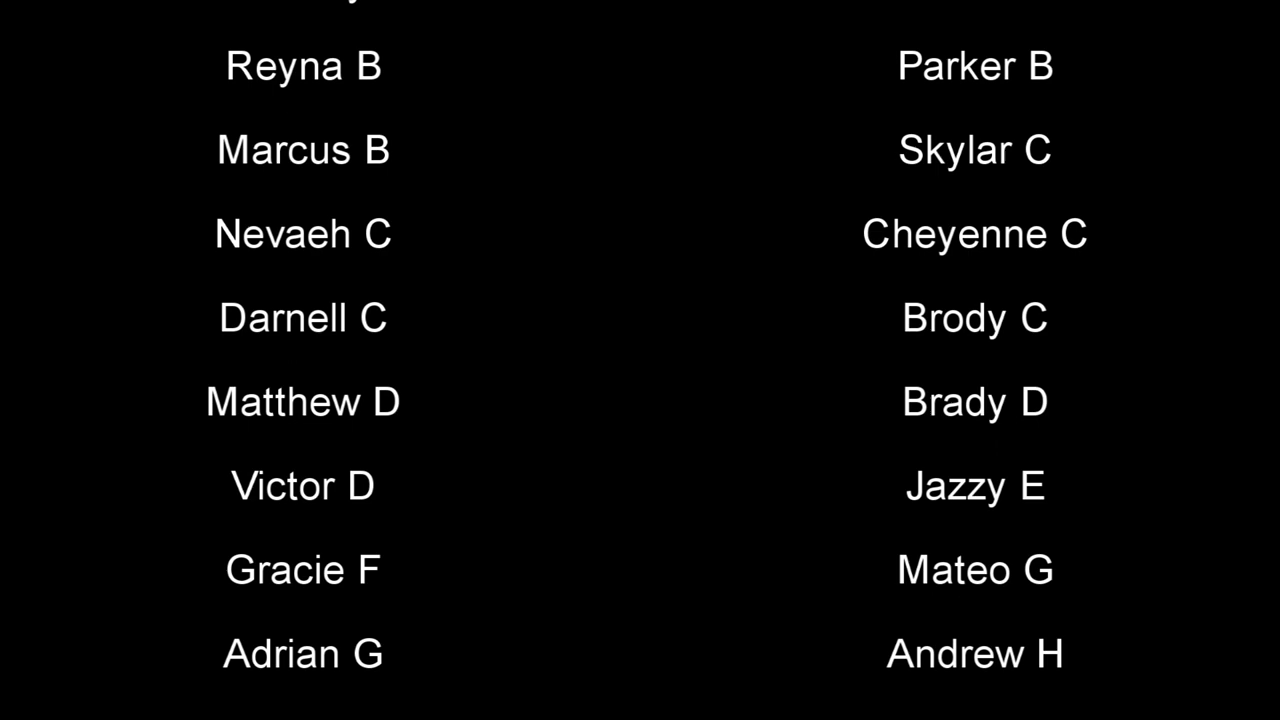 Reyna B
Parker B
Marcus B
Skylar C
Nevaeh C
Cheyenne C
Darnell C
Brody C
Matthew D
Brady D
Victor D
Jazzy E
Gracie F
Mateo G
Adrian G
Andrew H